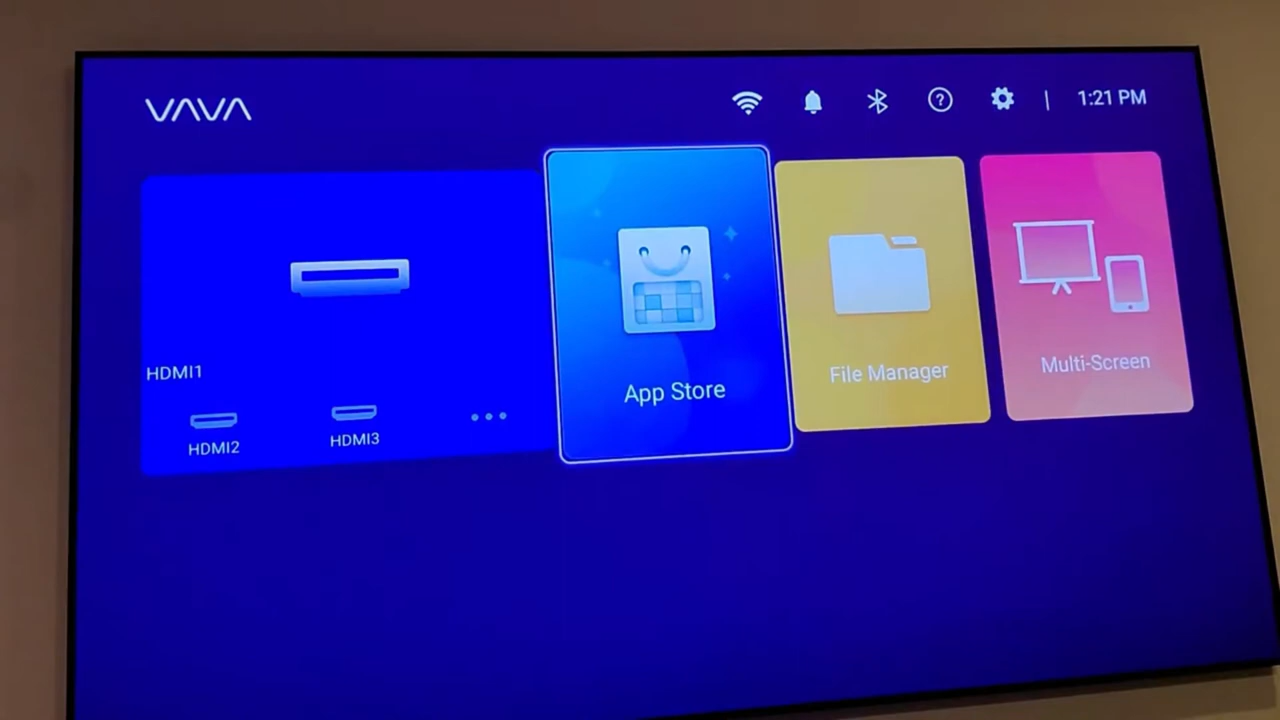 VAVA
? | 1:21 PM
HDMI1
HDMI2
HDMI3
App Store
File Manager
Multi-Screen